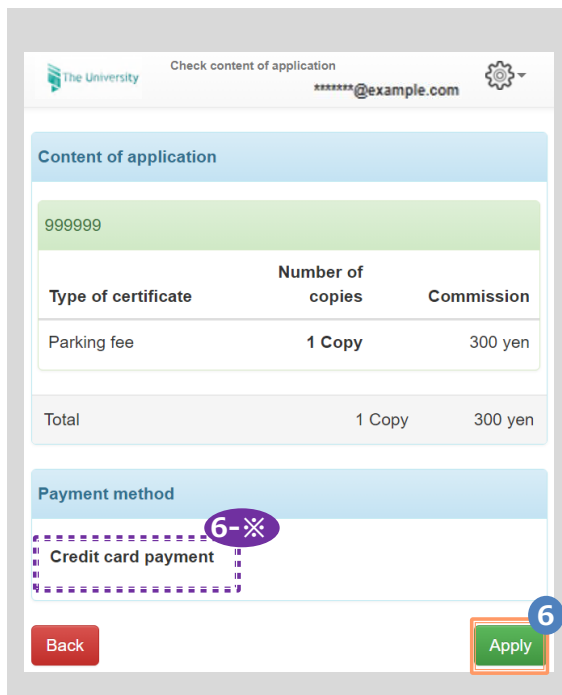 The University
Check content of application
*******@example.com
Content of application
999999
Type of certificate Number of copies Commission
Parking fee 1 Copy 300 yen
Total 1 Copy 300 yen
Payment method
6-※
Credit card payment
6
Back Apply